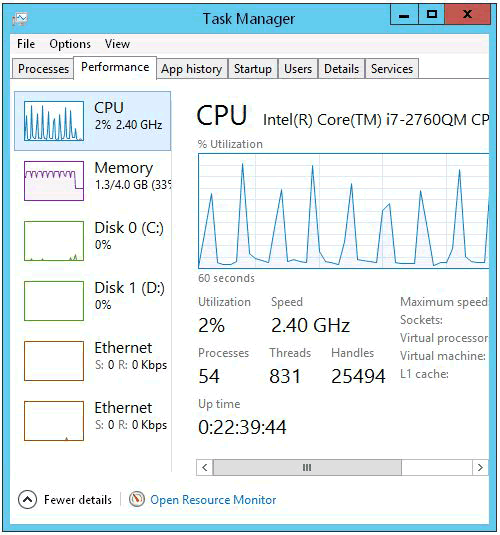 Task Manager
File Options View
Processes Performance App history Startup Users Details Services
CPU
2% 2.40 GHz
Memory
1.3/4.0 GB (33%
Disk 0 (C:)
0%
Disk 1 (D:)
0%
Ethernet
S: 0 R: 0 Kbps
Ethernet
S: 0 R: 0 Kbps
CPU Intel(R) Core(TM) i7-2760QM CP
% Utilization
60 seconds
Utilization Speed
2% 2.40 GHz
Processes Threads Handles
54 831 25494
Up time
0:22:39:44
Maximum speed
Sockets:
Virtual processor
Virtual machine:
L1 cache:
Fewer details Open Resource Monitor